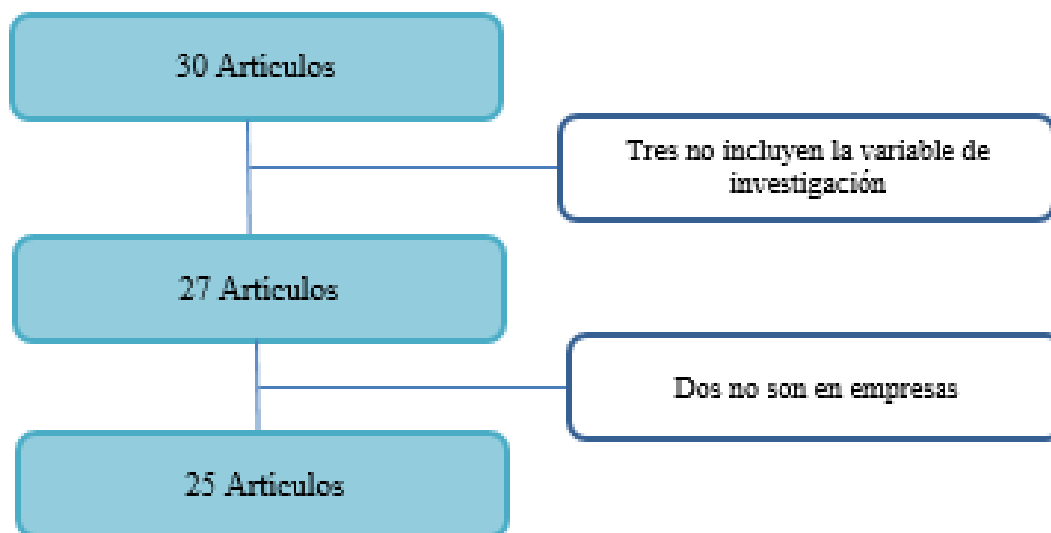 30 Articulos
Tres no incluyen la variable de
investigación
27 Articulos
Dos no son en empresas
25 Articulos